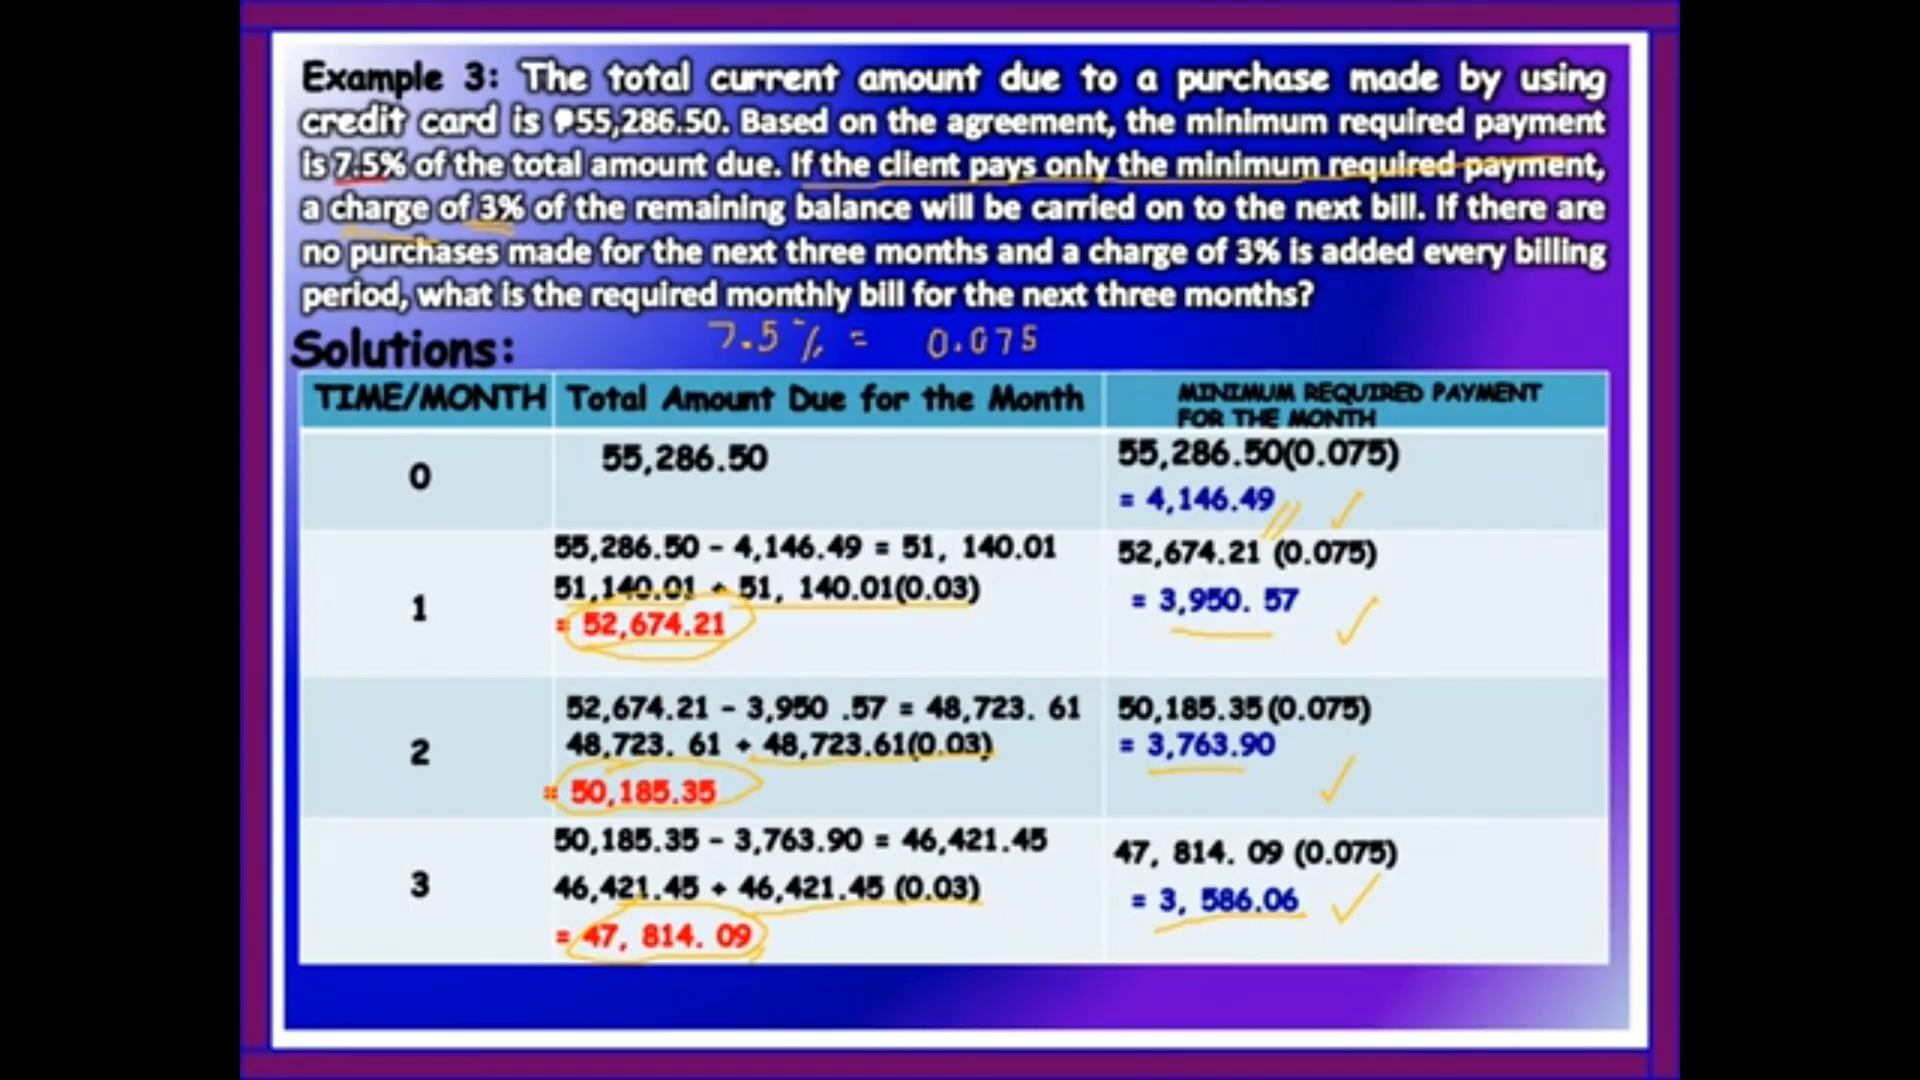 Example 3: The total current amount due to a purchase made by using
credit card is ₱55,286.50. Based on the agreement, the minimum required payment
is 7.5% of the total amount due. If the client pays only the minimum required payment,
a charge of 3% of the remaining balance will be carried on to the next bill. If there are
no purchases made for the next three months and a charge of 3% is added every billing
period, what is the required monthly bill for the next three months?
Solutions:
7.5% = 0.075
TIME/MONTH Total Amount Due for the Month MINIMUM REQUIRED PAYMENT
FOR THE MONTH
0
55,286.50
55,286.50(0.075)
= 4,146.49
1
55,286.50 - 4,146.49 = 51, 140.01
51,140.01 + 51, 140.01(0.03)
= 52,674.21
52,674.21 (0.075)
= 3,950. 57
2
52,674.21 - 3,950 .57 = 48,723. 61
48,723. 61 + 48,723.61(0.03)
= 50,185.35
50,185.35(0.075)
= 3,763.90
3
50,185.35 - 3,763.90 = 46,421.45
46,421.45 + 46,421.45 (0.03)
= 47, 814. 09
47, 814. 09 (0.075)
= 3, 586.06